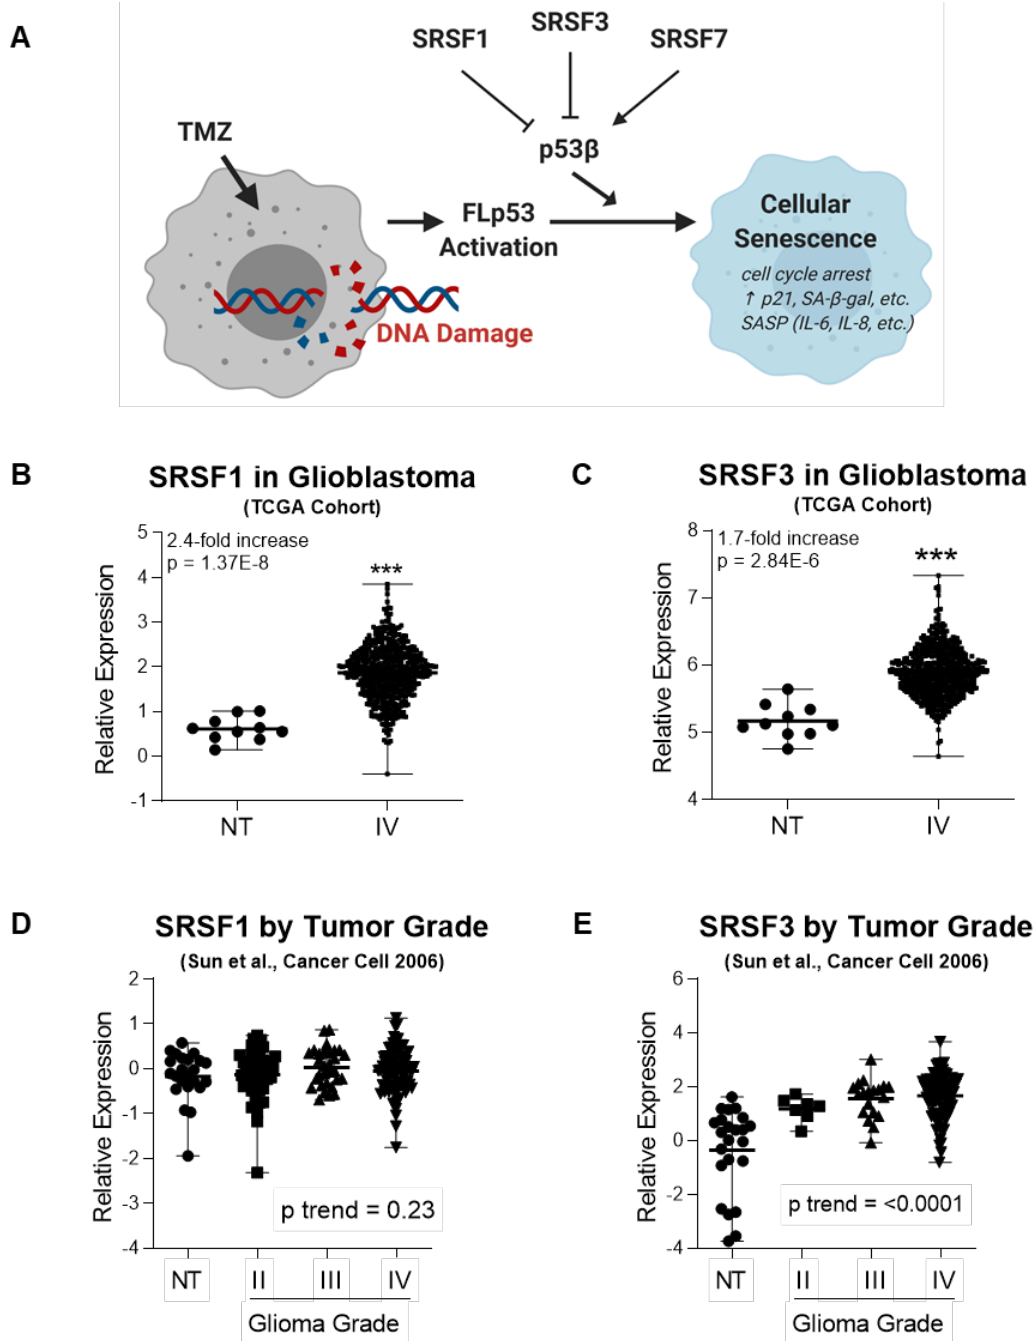 A
SRSF1
SRSF3
SRSF7
TMZ
p53β
FLp53
Activation
DNA Damage
Cellular
Senescence
cell cycle arrest
↑ p21, SA-β-gal, etc.
SASP (IL-6, IL-8, etc.)
B
SRSF1 in Glioblastoma
(TCGA Cohort)
2.4-fold increase
p = 1.37E-8
***
Relative Expression
5
4
3
2
1
0
-1
NT
IV
C
SRSF3 in Glioblastoma
(TCGA Cohort)
1.7-fold increase
p = 2.84E-6
***
Relative Expression
8
7
6
5
4
NT
IV
D
SRSF1 by Tumor Grade
(Sun et al., Cancer Cell 2006)
Relative Expression
2
1
0
-1
-2
-3
-4
p trend = 0.23
NT
II
III
IV
Glioma Grade
E
SRSF3 by Tumor Grade
(Sun et al., Cancer Cell 2006)
Relative Expression
6
4
2
0
-2
-4
p trend = <0.0001
NT
II
III
IV
Glioma Grade